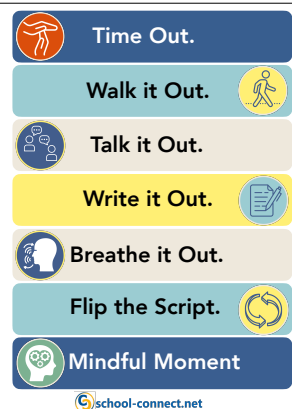 Time Out.
Walk it Out.
Talk it Out.
Write it Out.
Breathe it Out.
Flip the Script.
Mindful Moment
school-connect.net